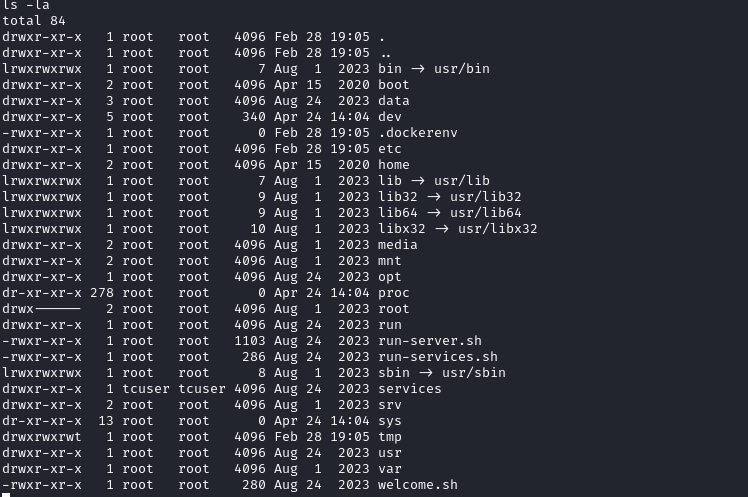 ls -la
total 84
drwxr-xr-x   1 root   root   4096 Feb 28 19:05 .
drwxr-xr-x   1 root   root   4096 Feb 28 19:05 ..
lrwxrwxrwx   1 root   root      7 Aug  1  2023 bin -> usr/bin
drwxr-xr-x   2 root   root   4096 Apr 15  2020 boot
drwxr-xr-x   3 root   root   4096 Aug 24  2023 data
drwxr-xr-x   5 root   root    340 Apr 24 14:04 dev
-rwxr-xr-x   1 root   root      0 Feb 28 19:05 .dockerenv
drwxr-xr-x   1 root   root   4096 Feb 28 19:05 etc
drwxr-xr-x   2 root   root   4096 Apr 15  2020 home
lrwxrwxrwx   1 root   root      7 Aug  1  2023 lib -> usr/lib
lrwxrwxrwx   1 root   root      9 Aug  1  2023 lib32 -> usr/lib32
lrwxrwxrwx   1 root   root      9 Aug  1  2023 lib64 -> usr/lib64
lrwxrwxrwx   1 root   root     10 Aug  1  2023 libx32 -> usr/libx32
drwxr-xr-x   2 root   root   4096 Aug  1  2023 media
drwxr-xr-x   2 root   root   4096 Aug  1  2023 mnt
drwxr-xr-x   1 root   root   4096 Aug 24  2023 opt
dr-xr-xr-x 278 root   root      0 Apr 24 14:04 proc
drwx------   2 root   root   4096 Aug  1  2023 root
drwxr-xr-x   1 root   root   4096 Aug 24  2023 run
-rwxr-xr-x   1 root   root   1103 Aug 24  2023 run-server.sh
-rwxr-xr-x   1 root   root    286 Aug 24  2023 run-services.sh
lrwxrwxrwx   1 root   root      8 Aug  1  2023 sbin -> usr/sbin
drwxr-xr-x   1 tcuser tcuser 4096 Aug 24  2023 services
drwxr-xr-x   2 root   root   4096 Aug  1  2023 srv
dr-xr-xr-x  13 root   root      0 Apr 24 14:04 sys
drwxrwxrwt   1 root   root   4096 Feb 28 19:05 tmp
drwxr-xr-x   1 root   root   4096 Aug 24  2023 usr
drwxr-xr-x   1 root   root   4096 Aug  1  2023 var
-rwxr-xr-x   1 root   root    280 Aug 24  2023 welcome.sh